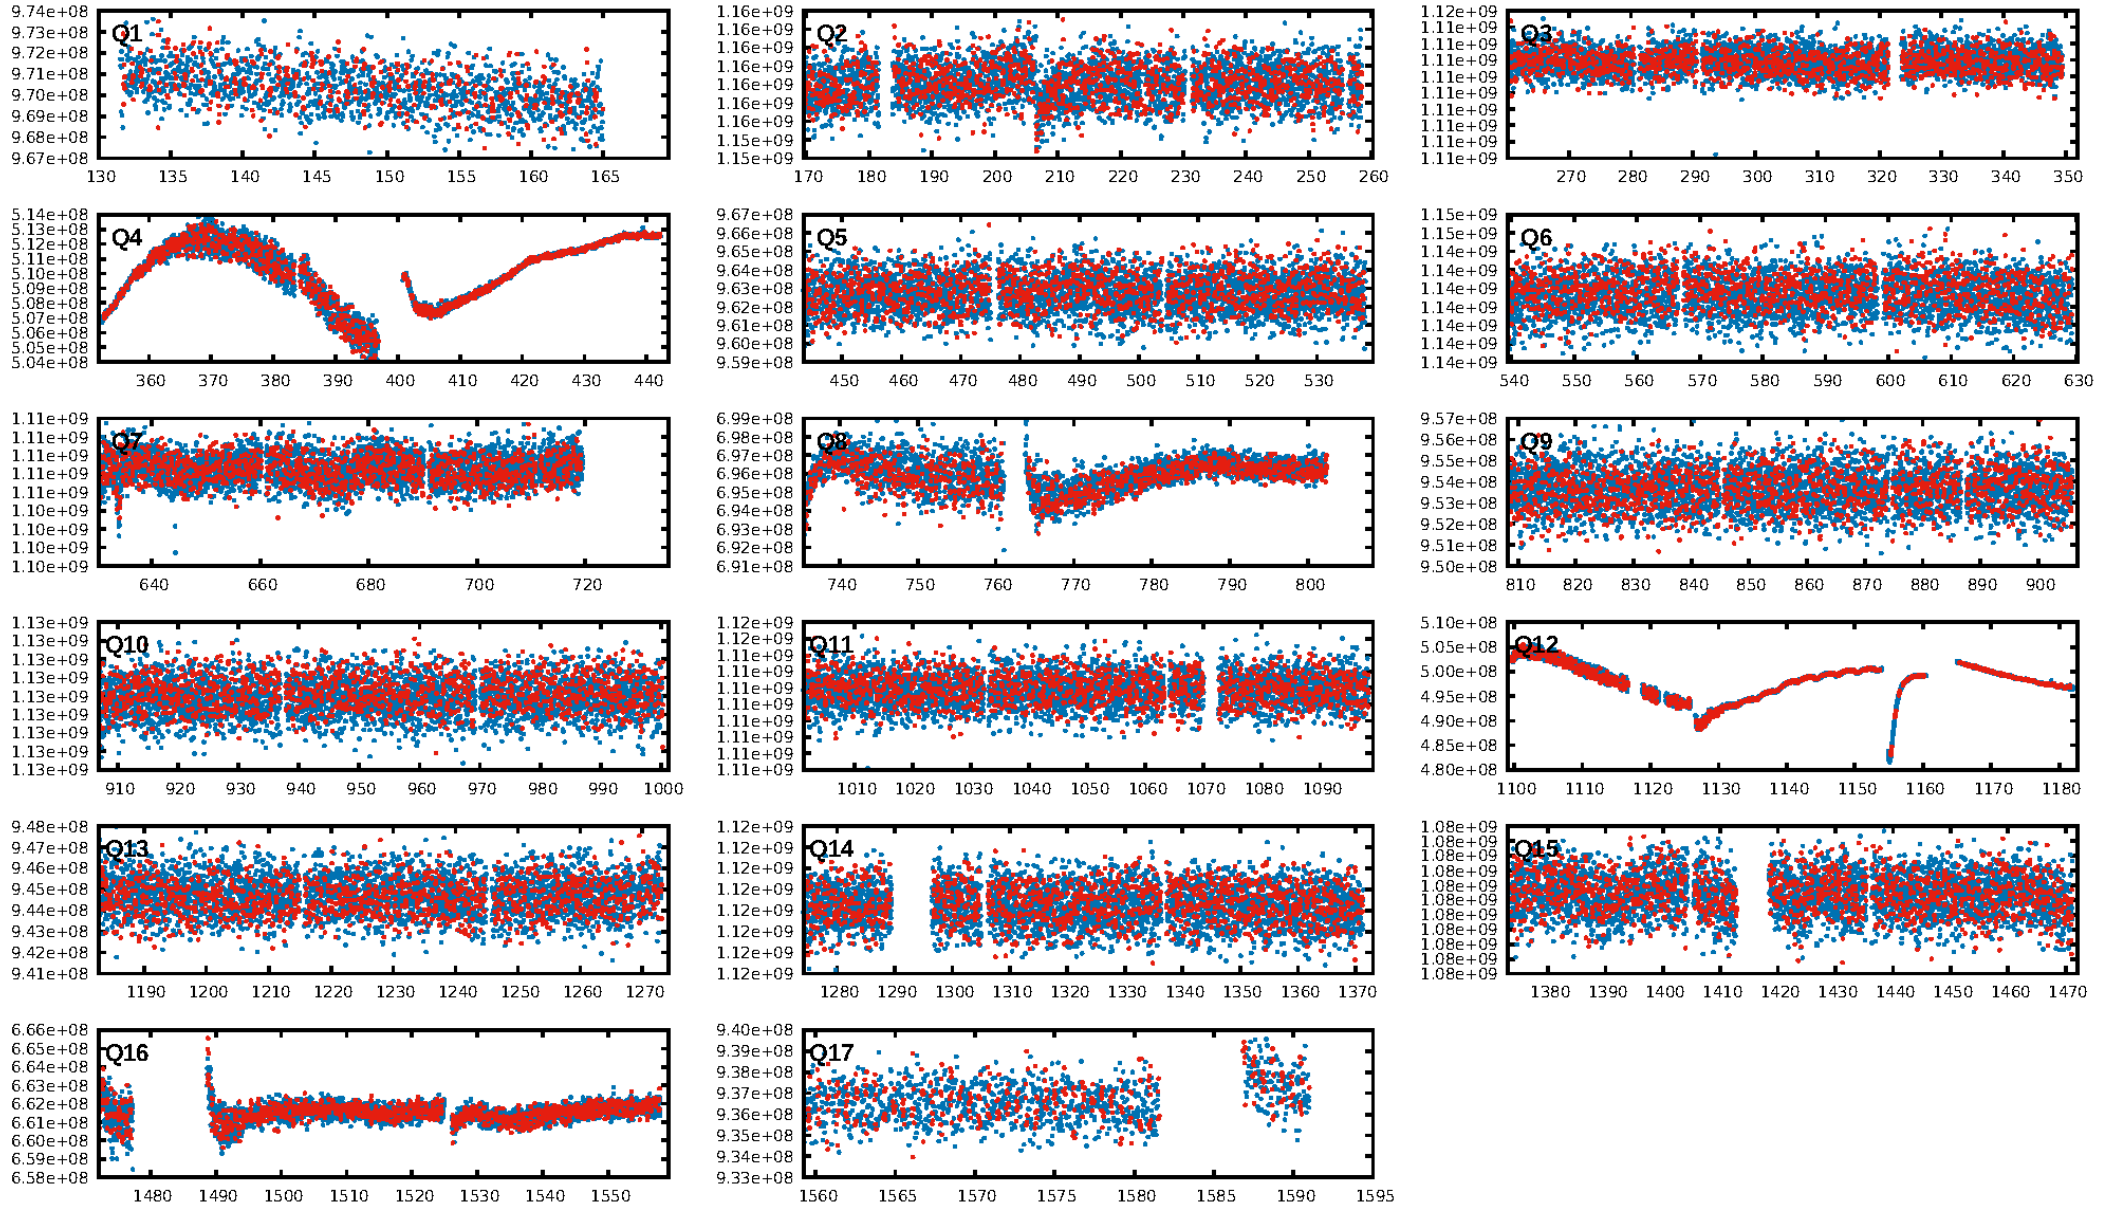 Q1
9.74e+08
9.73e+08
9.72e+08
9.71e+08
9.70e+08
9.69e+08
9.68e+08
9.67e+08
130 135 140 145 150 155 160 165
Q2
1.16e+09
1.16e+09
1.16e+09
1.16e+09
1.16e+09
1.16e+09
1.16e+09
1.15e+09
1.15e+09
170 180 190 200 210 220 230 240 250 260
Q3
1.12e+09
1.11e+09
1.11e+09
1.11e+09
1.11e+09
1.11e+09
1.11e+09
1.11e+09
1.11e+09
1.11e+09
270 280 290 300 310 320 330 340 350
Q4
5.14e+08
5.13e+08
5.12e+08
5.11e+08
5.10e+08
5.09e+08
5.08e+08
5.07e+08
5.06e+08
5.05e+08
5.04e+08
360 370 380 390 400 410 420 430 440
Q5
9.67e+08
9.66e+08
9.65e+08
9.64e+08
9.63e+08
9.62e+08
9.61e+08
9.60e+08
9.59e+08
450 460 470 480 490 500 510 520 530
Q6
1.15e+09
1.15e+09
1.14e+09
1.14e+09
1.14e+09
1.14e+09
1.14e+09
1.14e+09
1.14e+09
540 550 560 570 580 590 600 610 620 630
Q7
1.11e+09
1.11e+09
1.11e+09
1.11e+09
1.11e+09
1.10e+09
1.10e+09
1.10e+09
1.10e+09
640 660 680 700 720
Q8
6.99e+08
6.98e+08
6.97e+08
6.96e+08
6.95e+08
6.94e+08
6.93e+08
6.92e+08
6.91e+08
740 750 760 770 780 790 800
Q9
9.57e+08
9.56e+08
9.55e+08
9.54e+08
9.53e+08
9.52e+08
9.51e+08
9.50e+08
810 820 830 840 850 860 870 880 890 900
Q10
1.13e+09
1.13e+09
1.13e+09
1.13e+09
1.13e+09
1.13e+09
1.13e+09
1.13e+09
1.13e+09
910 920 930 940 950 960 970 980 990 1000
Q11
1.12e+09
1.12e+09
1.11e+09
1.11e+09
1.11e+09
1.11e+09
1.11e+09
1.11e+09
1.11e+09
1.11e+09
1010 1020 1030 1040 1050 1060 1070 1080 1090
Q12
5.10e+08
5.05e+08
5.00e+08
4.95e+08
4.90e+08
4.85e+08
4.80e+08
1100 1110 1120 1130 1140 1150 1160 1170 1180
Q13
9.48e+08
9.47e+08
9.46e+08
9.45e+08
9.44e+08
9.43e+08
9.42e+08
9.41e+08
1190 1200 1210 1220 1230 1240 1250 1260 1270
Q14
1.12e+09
1.12e+09
1.12e+09
1.12e+09
1.12e+09
1.12e+09
1.12e+09
1.12e+09
1280 1290 1300 1310 1320 1330 1340 1350 1360 1370
Q15
1.08e+09
1.08e+09
1.08e+09
1.08e+09
1.08e+09
1.08e+09
1.08e+09
1.08e+09
1.08e+09
1.08e+09
1.08e+09
1380 1390 1400 1410 1420 1430 1440 1450 1460 1470
Q16
6.66e+08
6.65e+08
6.64e+08
6.63e+08
6.62e+08
6.61e+08
6.60e+08
6.59e+08
6.58e+08
1480 1490 1500 1510 1520 1530 1540 1550
Q17
9.40e+08
9.39e+08
9.38e+08
9.37e+08
9.36e+08
9.35e+08
9.34e+08
9.33e+08
1560 1565 1570 1575 1580 1585 1590 1595